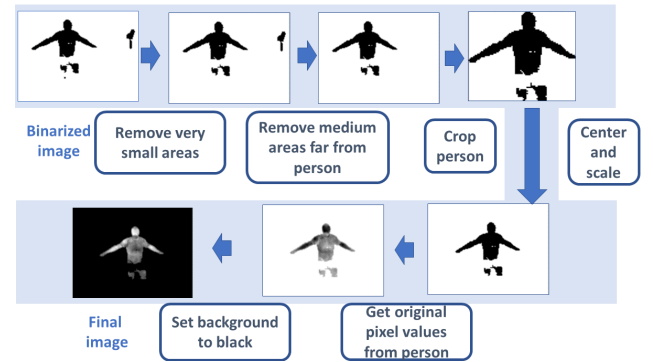 Binarized
image
Remove very
small areas
Remove medium
areas far from
person
Crop
person
Center
and
scale
Final
image
Set background
to black
Get original
pixel values
from person